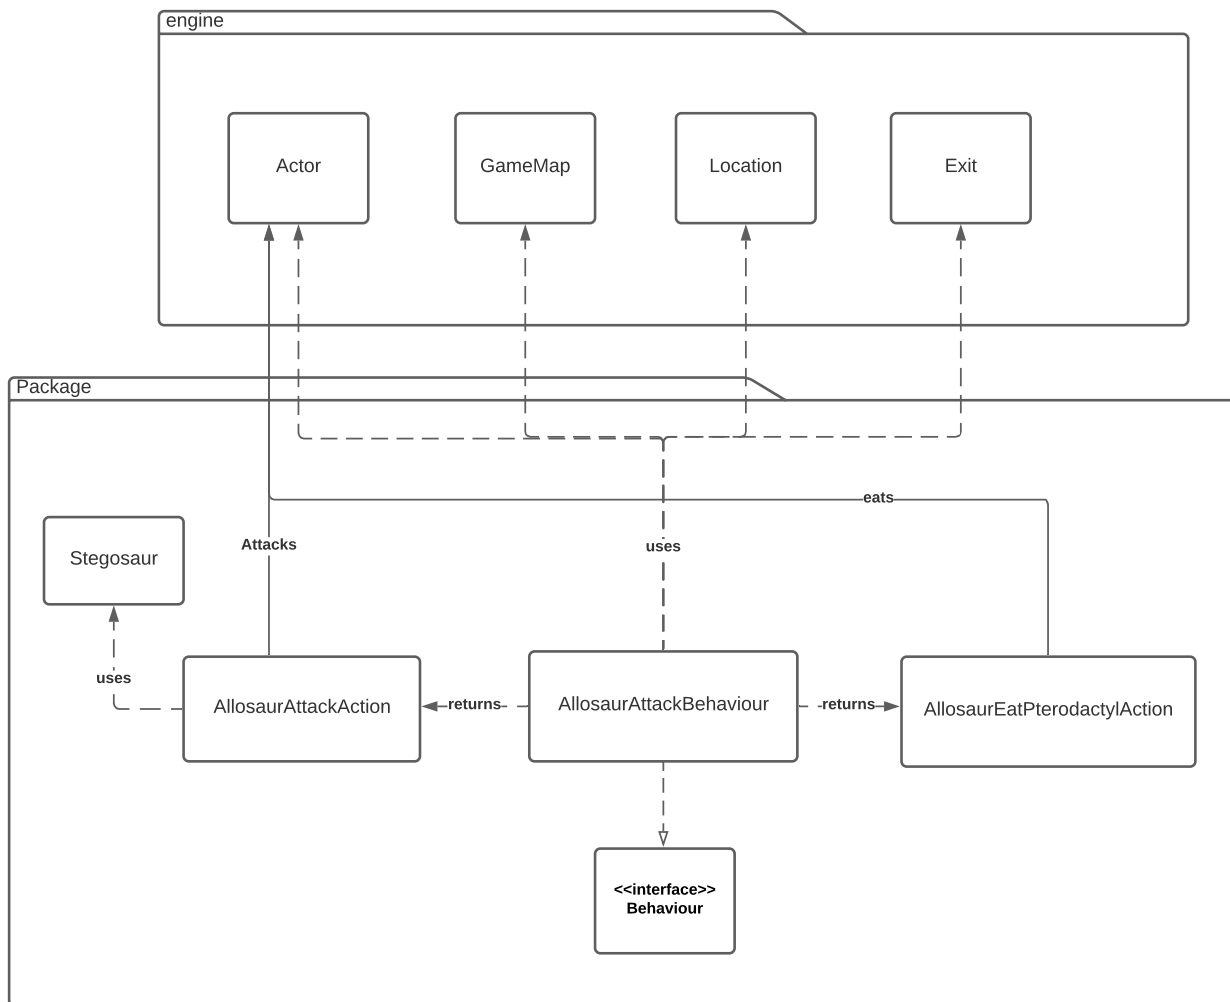 engine
Actor
GameMap
Location
Exit
Package
eats
Attacks
uses
Stegosaur
uses
AllosaurAttackAction
returns
AllosaurAttackBehaviour
returns
AllosaurEatPterodactylAction
<<interface>>
Behaviour